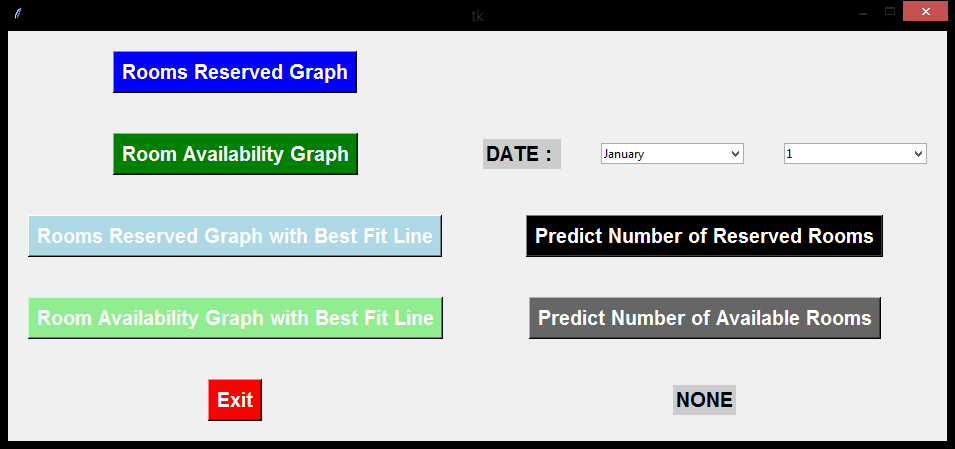 tk
Rooms Reserved Graph
Room Availability Graph
DATE :
January
1
Rooms Reserved Graph with Best Fit Line
Predict Number of Reserved Rooms
Room Availability Graph with Best Fit Line
Predict Number of Available Rooms
Exit
NONE